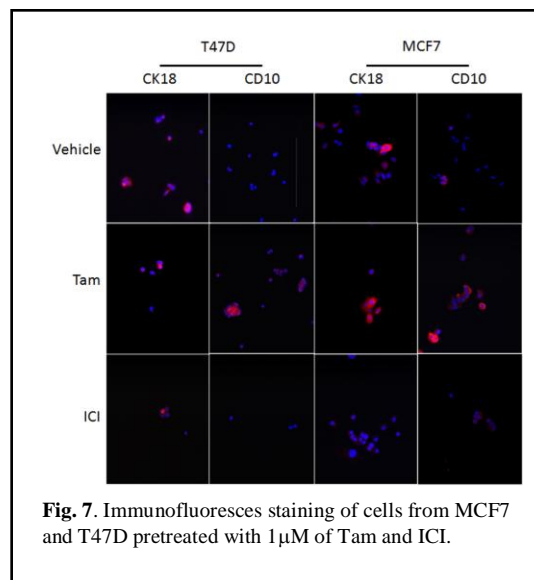 T47D
MCF7
CK18
CD10
CK18
CD10
Vehicle
Tam
ICI
Fig. 7. Immunofluoresces staining of cells from MCF7
and T47D pretreated with 1µM of Tam and ICI.